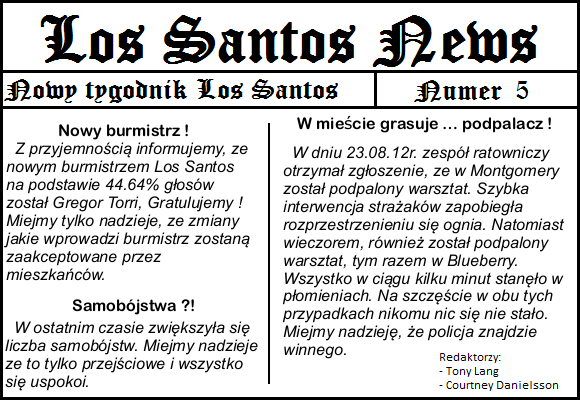 Los Santos News
Nowy tygodnik Los Santos
Numer 5
Nowy burmistrz !
Z przyjemnością informujemy, ze
nowym burmistrzem Los Santos
na podstawie 44.64% głosów
został Gregor Torri, Gratulujemy !
Miejmy tylko nadzieje, ze zmiany
jakie wprowadzi burmistrz zostaną
zaakceptowane przez
mieszkańców.
Samobójstwa ?!
W ostatnim czasie zwiększyła się
liczba samobójstw. Miejmy nadzieje
ze to tylko przejściowe i wszystko
się uspokoi.
W mieście grasuje ... podpalacz !
W dniu 23.08.12r. zespół ratowniczy
otrzymał zgłoszenie, ze w Montgomery
został podpalony warsztat. Szybka
interwencja strażaków zapobiegła
rozprzestrzenieniu się ognia. Natomiast
wieczorem, również został podpalony
warsztat, tym razem w Blueberry.
Wszystko w ciągu kilku minut stanęło w
płomieniach. Na szczęście w obu tych
przypadkach nikomu nic się nie stało.
Miejmy nadzieję, że policja znajdzie
winnego.
Redaktorzy:
- Tony Lang
- Courtney Danielsson